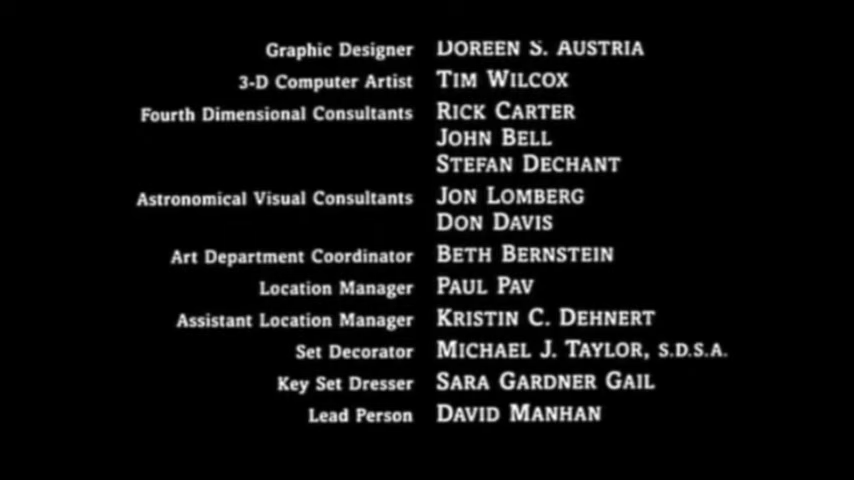 Graphic Designer DOREEN S. AUSTRIA
3-D Computer Artist TIM WILCOX
Fourth Dimensional Consultants RICK CARTER
JOHN BELL
STEFAN DECHANT
Astronomical Visual Consultants JON LOMBERG
DON DAVIS
Art Department Coordinator BETH BERNSTEIN
Location Manager PAUL PAV
Assistant Location Manager KRISTIN C. DEHNERT
Set Decorator MICHAEL J. TAYLOR, S.D.S.A.
Key Set Dresser SARA GARDNER GAIL
Lead Person DAVID MANHAN